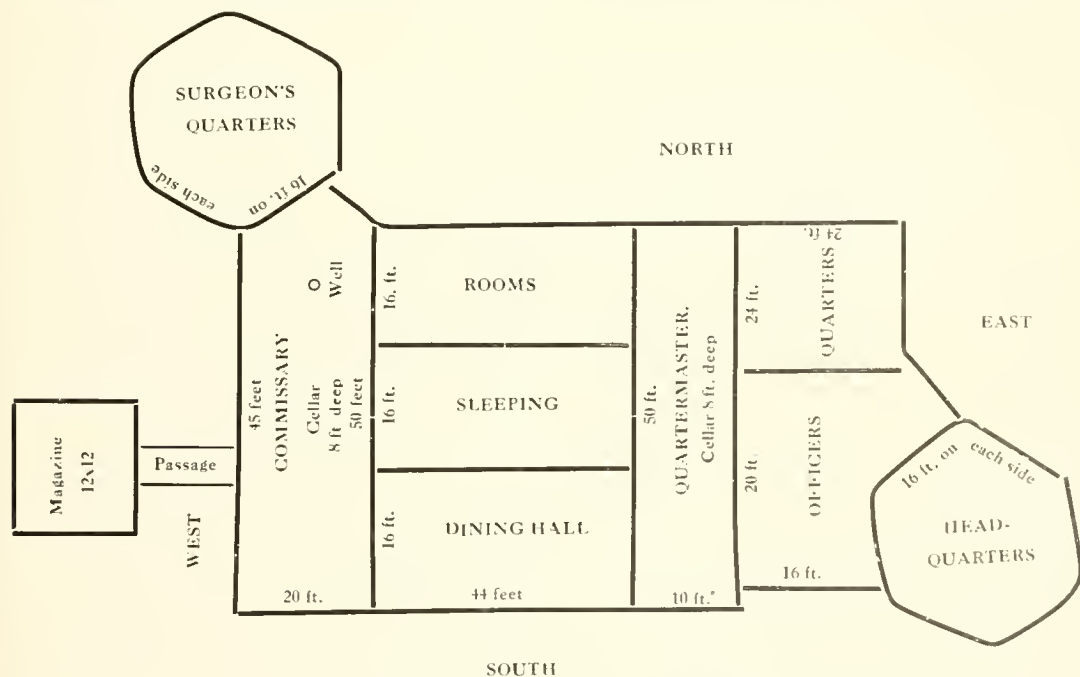 SURGEON'S
QUARTERS
16 ft. on
each side
NORTH
Well
16. ft.
ROOMS
24 ft.
24 ft.
QUARTERS
EAST
45 feet
COMMISSARY
Cellar
8 ft deep
50 feet
16 ft.
SLEEPING
50 ft.
QUARTERMASTER.
Cellar 8 ft. deep
Magazine
12x12
Passage
WEST
16 ft.
DINING HALL
20 ft.
OFFICERS
16 ft. on
each side
HEAD-
QUARTERS
20 ft.
44 feet
10 ft.
16 ft.
SOUTH